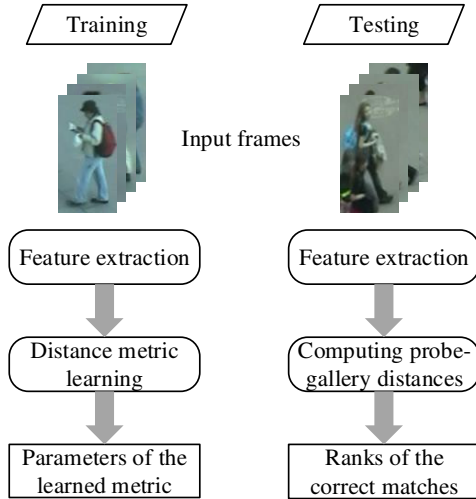 Training
Testing
Input frames
Feature extraction
Feature extraction
Distance metric
learning
Computing probe-
gallery distances
Parameters of the
learned metric
Ranks of the
correct matches